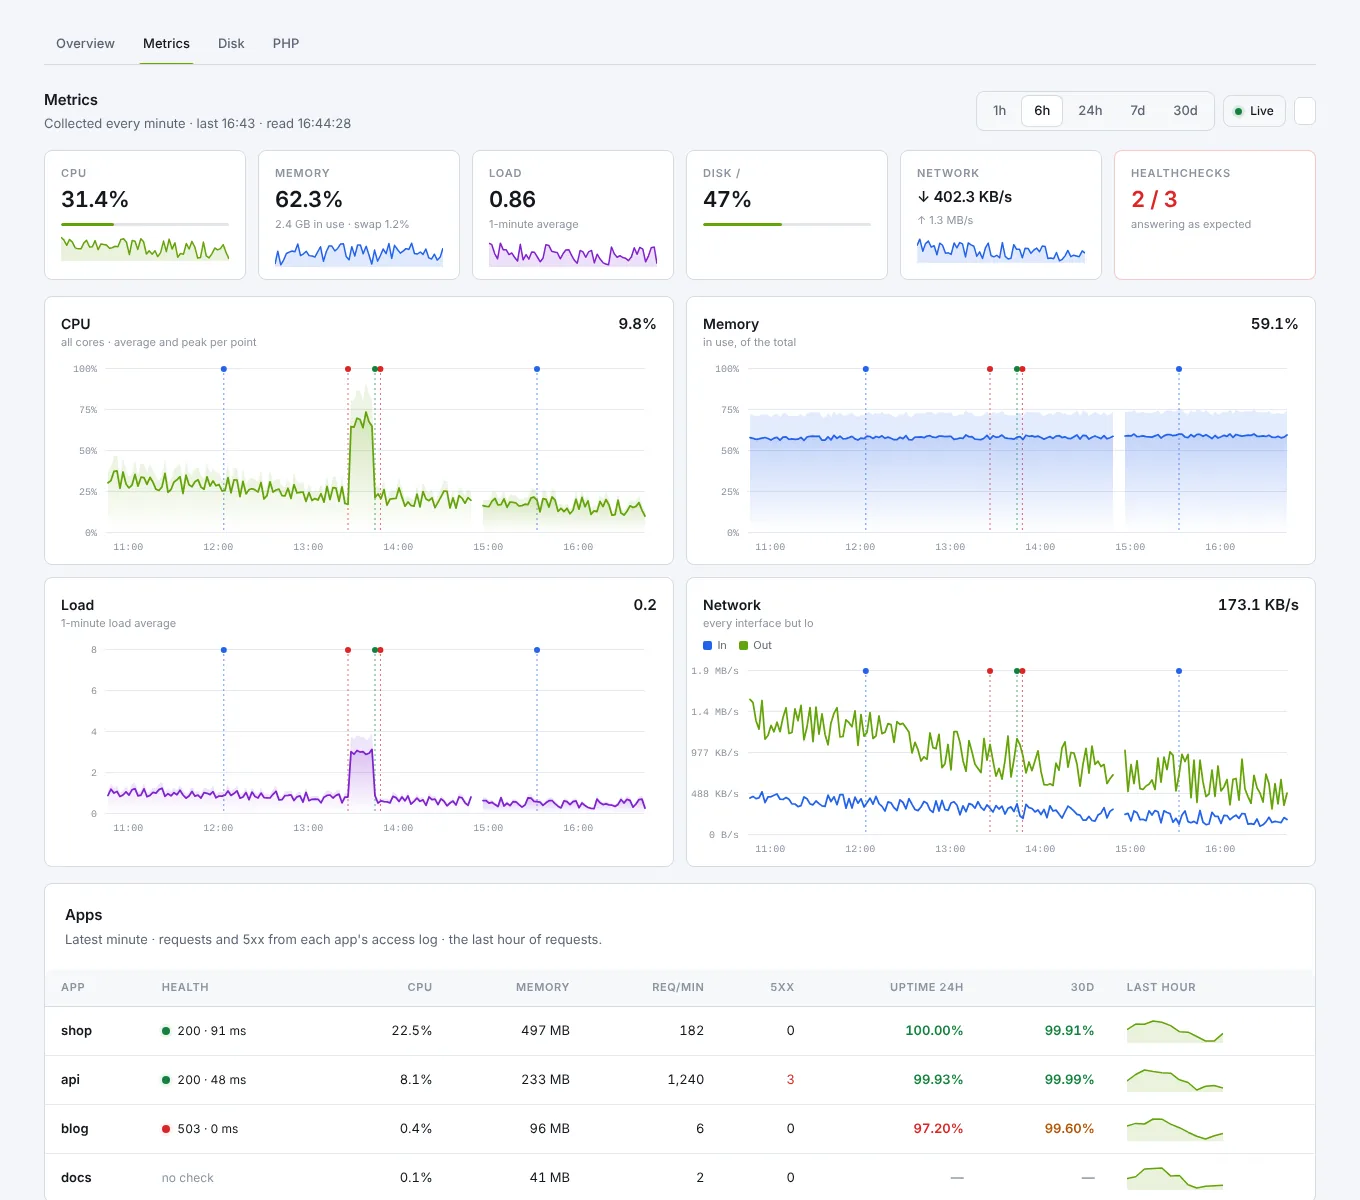 Overview Metrics Disk PHP
Metrics
Collected every minute · last 16:43 · read 16:44:28
1h 6h 24h 7d 30d Live
CPU
31.4%
MEMORY
62.3%
2.4 GB in use · swap 1.2%
LOAD
0.86
1-minute average
DISK /
47%
NETWORK
↓ 402.3 KB/s
↑ 1.3 MB/s
HEALTHCHECKS
2 / 3
answering as expected
CPU 9.8%
all cores · average and peak per point
100%
75%
50%
25%
0%
11:00 12:00 13:00 14:00 15:00 16:00
Memory 59.1%
in use, of the total
100%
75%
50%
25%
0%
11:00 12:00 13:00 14:00 15:00 16:00
Load 0.2
1-minute load average
8
6
4
2
0
11:00 12:00 13:00 14:00 15:00 16:00
Network 173.1 KB/s
every interface but lo
In Out
1.9 MB/s
1.4 MB/s
977 KB/s
488 KB/s
0 B/s
11:00 12:00 13:00 14:00 15:00 16:00
Apps
Latest minute · requests and 5xx from each app's access log · the last hour of requests.
APP HEALTH CPU MEMORY REQ/MIN 5XX UPTIME 24H 30D LAST HOUR
shop 200 · 91 ms 22.5% 497 MB 182 0 100.00% 99.91%
api 200 · 48 ms 8.1% 233 MB 1,240 3 99.93% 99.99%
blog 503 · 0 ms 0.4% 96 MB 6 0 97.20% 99.60%
docs no check 0.1% 41 MB 2 0 — —